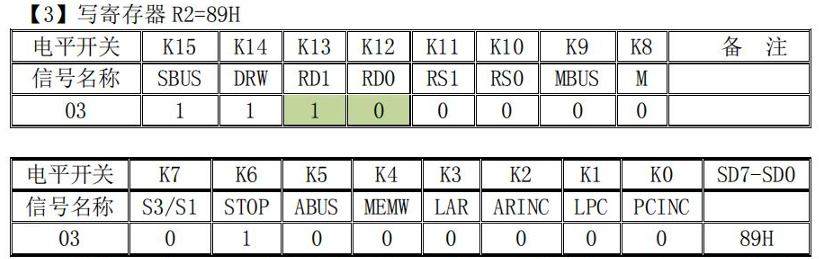 【3】写寄存器 R2=89H
电平开关 K15 K14 K13 K12 K11 K10 K9 K8 备 注
信号名称 SBUS DRW RD1 RD0 RS1 RS0 MBUS M
03 1 1 1 0 0 0 0 0
电平开关 K7 K6 K5 K4 K3 K2 K1 K0 SD7-SD0
信号名称 S3/S1 STOP ABUS MEMW LAR ARINC LPC PCINC
03 0 1 0 0 0 0 0 0 89H